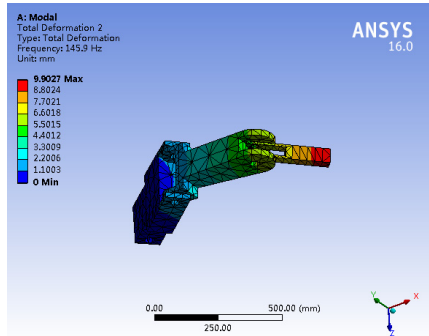 A: Modal
Total Deformation 2
Type: Total Deformation
Frequency: 145.9 Hz
Unit: mm
ANSYS
16.0
9.9027 Max
8.8024
7.7021
6.6018
5.5015
4.4012
3.3009
2.2006
1.1003
0 Min
0.00
500.00 (mm)
250.00
Y
X
Z